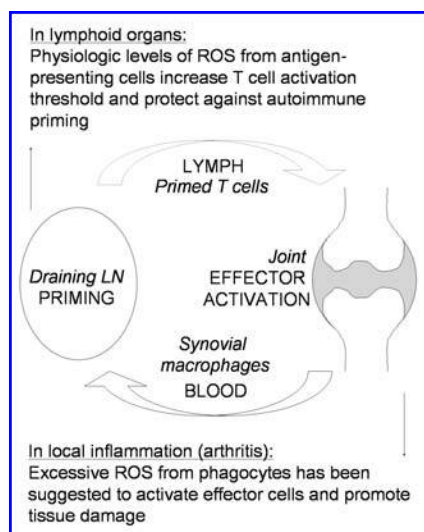 In lymphoid organs:
Physiologic levels of ROS from antigen-
presenting cells increase T cell activation
threshold and protect against autoimmune
priming
LYMPH
Primed T cells
Draining LN
PRIMING
Joint
EFFECTOR
ACTIVATION
Synovial
macrophages
BLOOD
In local inflammation (arthritis):
Excessive ROS from phagocytes has been
suggested to activate effector cells and promote
tissue damage